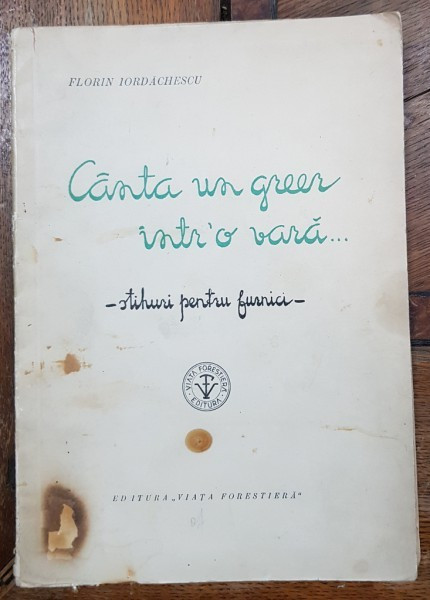 FLORIN IORDĂCHESCU
Cânta un greer
într'o vară...
- stihuri pentru furnici -
VIAȚA FORESTIERĂ
EDITURA
EDITURA „VIAȚA FORESTIERĂ"